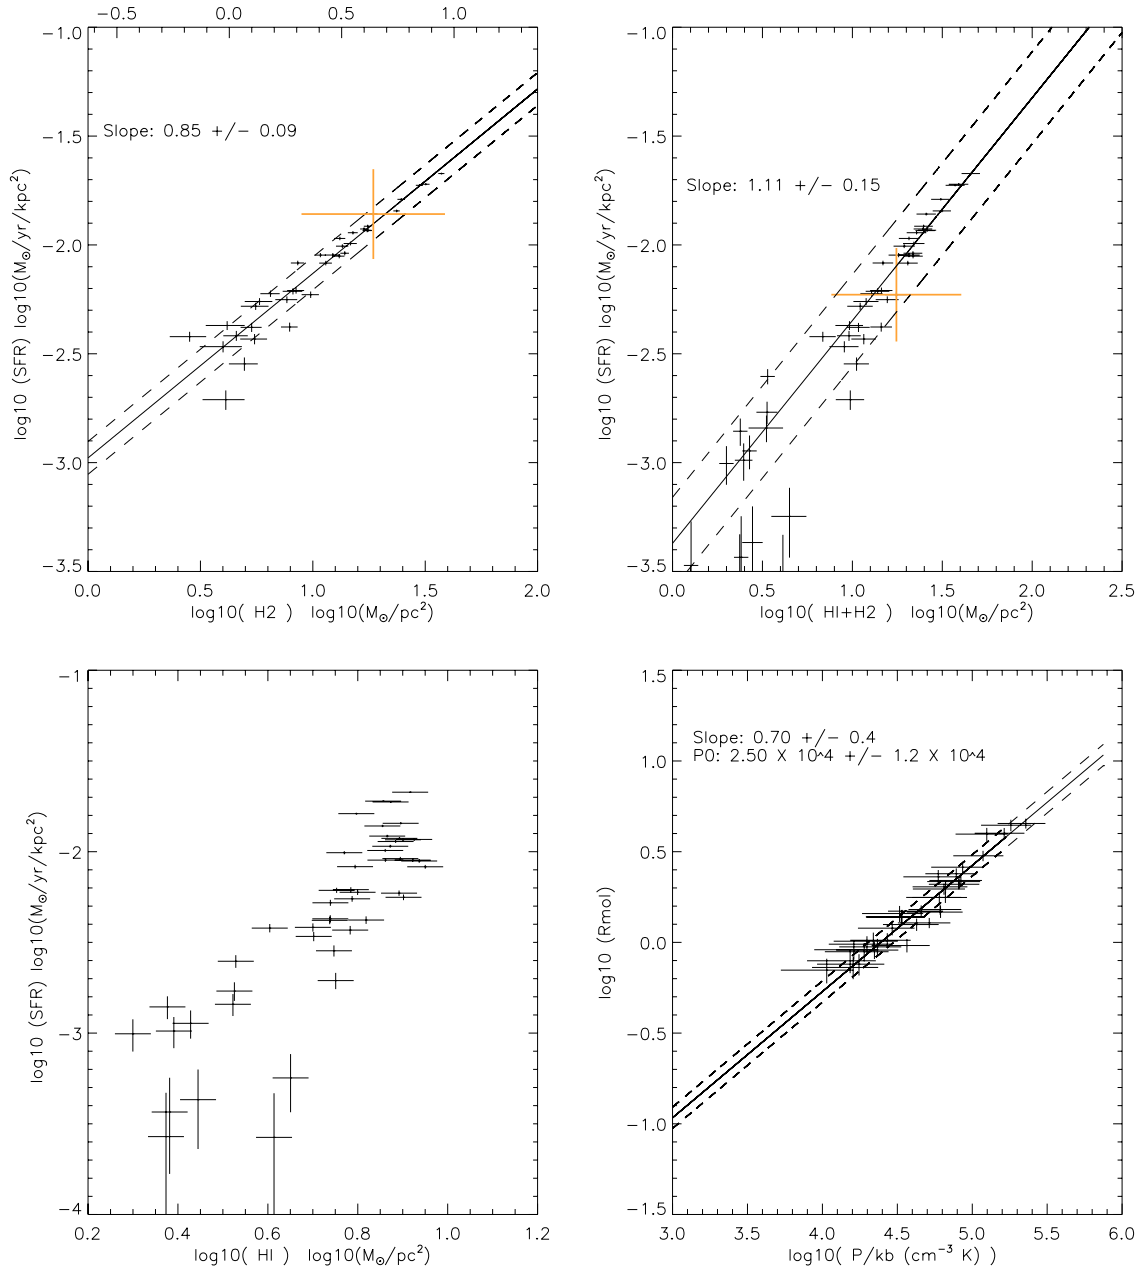 −0.5 0.0 0.5 1.0
−1.0 −1.5 −2.0 −2.5 −3.0 −3.5
log10 (SFR) log10(M☉/yr/kpc²)
Slope: 0.85 +/− 0.09
0.0 0.5 1.0 1.5 2.0
log10( H2 ) log10(M☉/pc²)
−1.0 −1.5 −2.0 −2.5 −3.0 −3.5
log10 (SFR) log10(M☉/yr/kpc²)
Slope: 1.11 +/− 0.15
0.0 0.5 1.0 1.5 2.0 2.5
log10( HI+H2 ) log10(M☉/pc²)
−1 −2 −3 −4
log10 (SFR) log10(M☉/yr/kpc²)
0.2 0.4 0.6 0.8 1.0 1.2
log10( HI ) log10(M☉/pc²)
1.5 1.0 0.5 0.0 −0.5 −1.0 −1.5
log10 (Rmol)
Slope: 0.70 +/− 0.4
P0: 2.50 X 10^4 +/− 1.2 X 10^4
3.0 3.5 4.0 4.5 5.0 5.5 6.0
log10( P/kb (cm⁻³ K) )